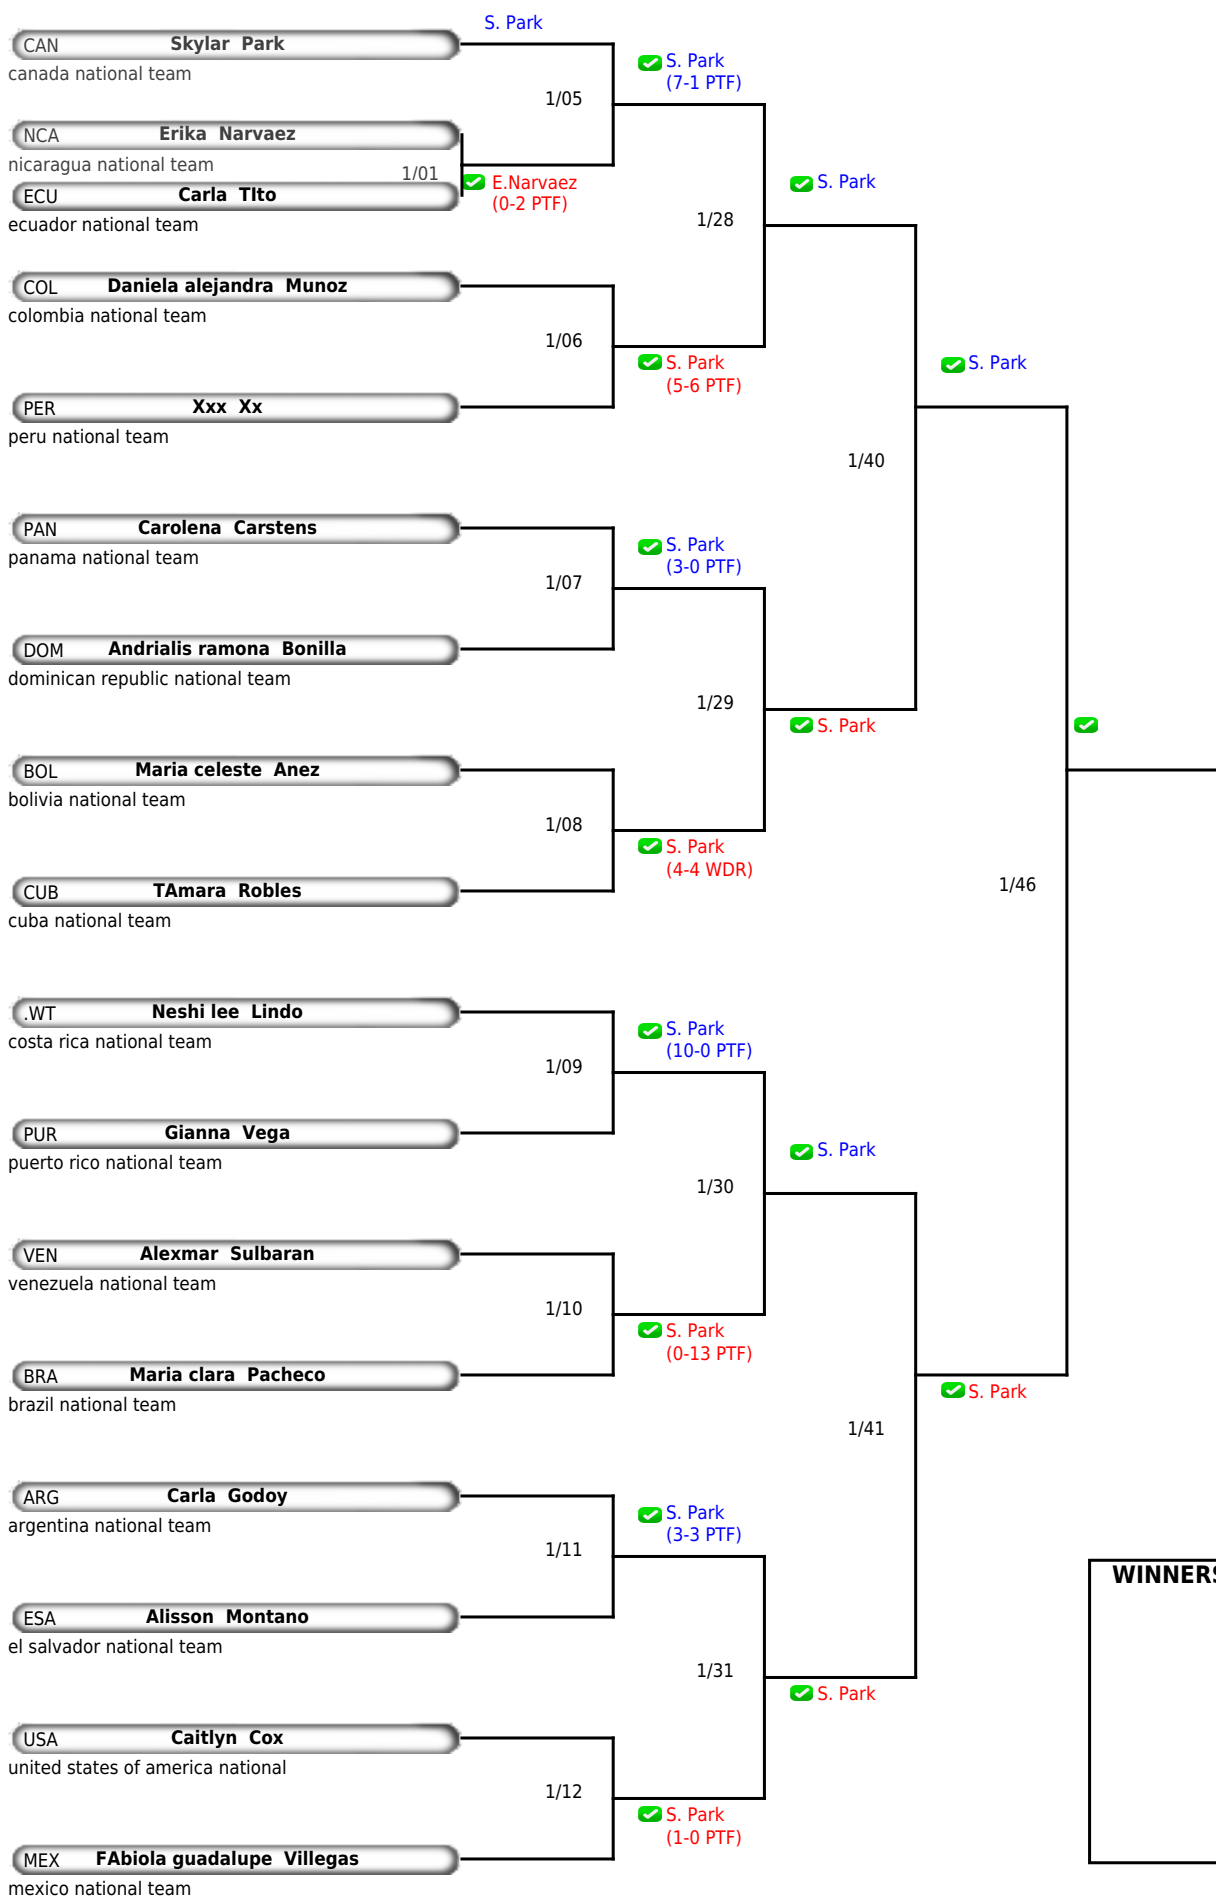 S. Park
CAN Skylar Park
canada national team
S. Park
(7-1 PTF)
1/05
NCA Erika Narvaez
nicaragua national team
1/01
E.Narvaez
(0-2 PTF)
ECU Carla TIto
ecuador national team
S. Park
1/28
COL Daniela alejandra Munoz
colombia national team
1/06
S. Park
(5-6 PTF)
S. Park
PER Xxx Xx
peru national team
1/40
PAN Carolena Carstens
panama national team
S. Park
(3-0 PTF)
1/07
DOM Andrialis ramona Bonilla
dominican republic national team
1/29
S. Park
BOL Maria celeste Anez
bolivia national team
1/08
S. Park
(4-4 WDR)
CUB TAmara Robles
cuba national team
1/46
.WT Neshi lee Lindo
costa rica national team
S. Park
(10-0 PTF)
1/09
PUR Gianna Vega
puerto rico national team
S. Park
1/30
VEN Alexmar Sulbaran
venezuela national team
1/10
S. Park
(0-13 PTF)
BRA Maria clara Pacheco
brazil national team
S. Park
1/41
ARG Carla Godoy
argentina national team
S. Park
(3-3 PTF)
1/11
WINNERS
ESA Alisson Montano
el salvador national team
1/31
S. Park
USA Caitlyn Cox
united states of america national
1/12
S. Park
(1-0 PTF)
MEX FAbiola guadalupe Villegas
mexico national team